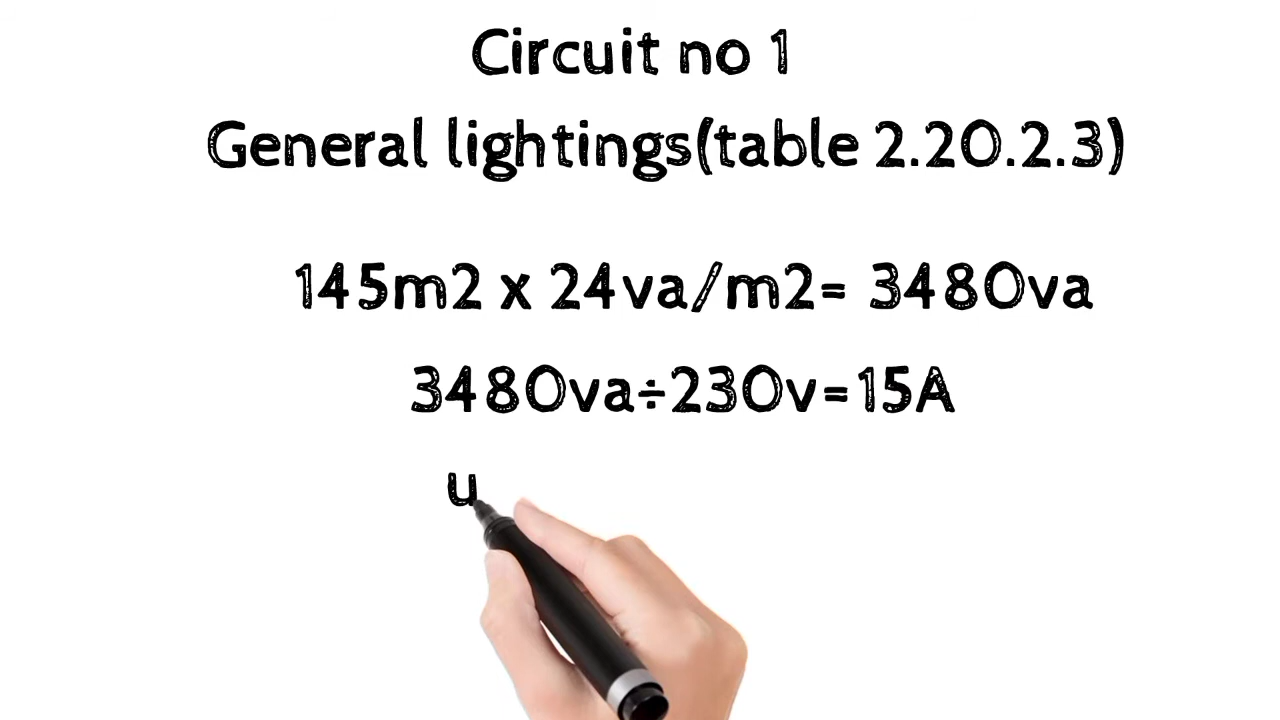 Circuit no 1
General lightings(table 2.20.2.3)
145m2 x 24va/m2= 3480va
3480va÷230v=15A
u